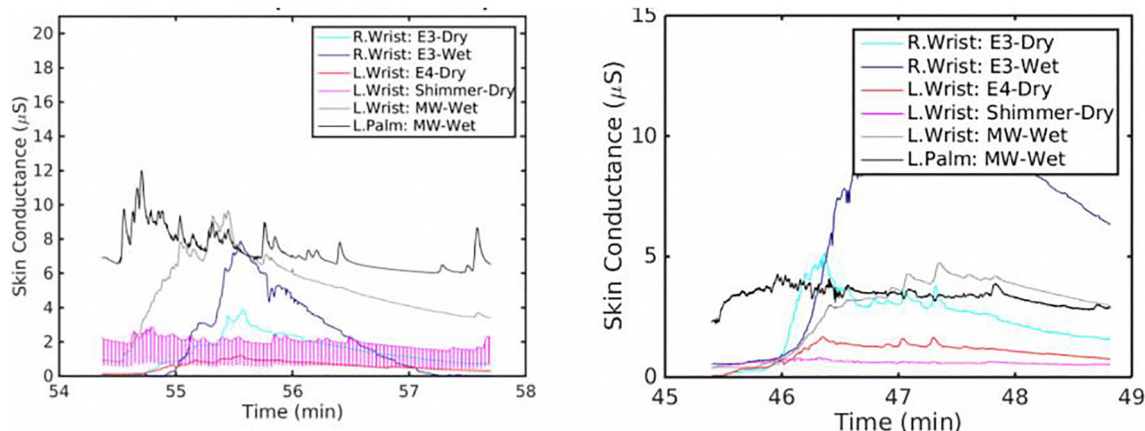 20
18
16
14
12
10
8
6
4
2
0
Skin Conductance (μS)
R.Wrist: E3-Dry
R.Wrist: E3-Wet
L.Wrist: E4-Dry
L.Wrist: Shimmer-Dry
L.Wrist: MW-Wet
L.Palm: MW-Wet
54 55 56 57 58
Time (min)
15
10
5
0
Skin Conductance (μS)
R.Wrist: E3-Dry
R.Wrist: E3-Wet
L.Wrist: E4-Dry
L.Wrist: Shimmer-Dry
L.Wrist: MW-Wet
L.Palm: MW-Wet
45 46 47 48 49
Time (min)